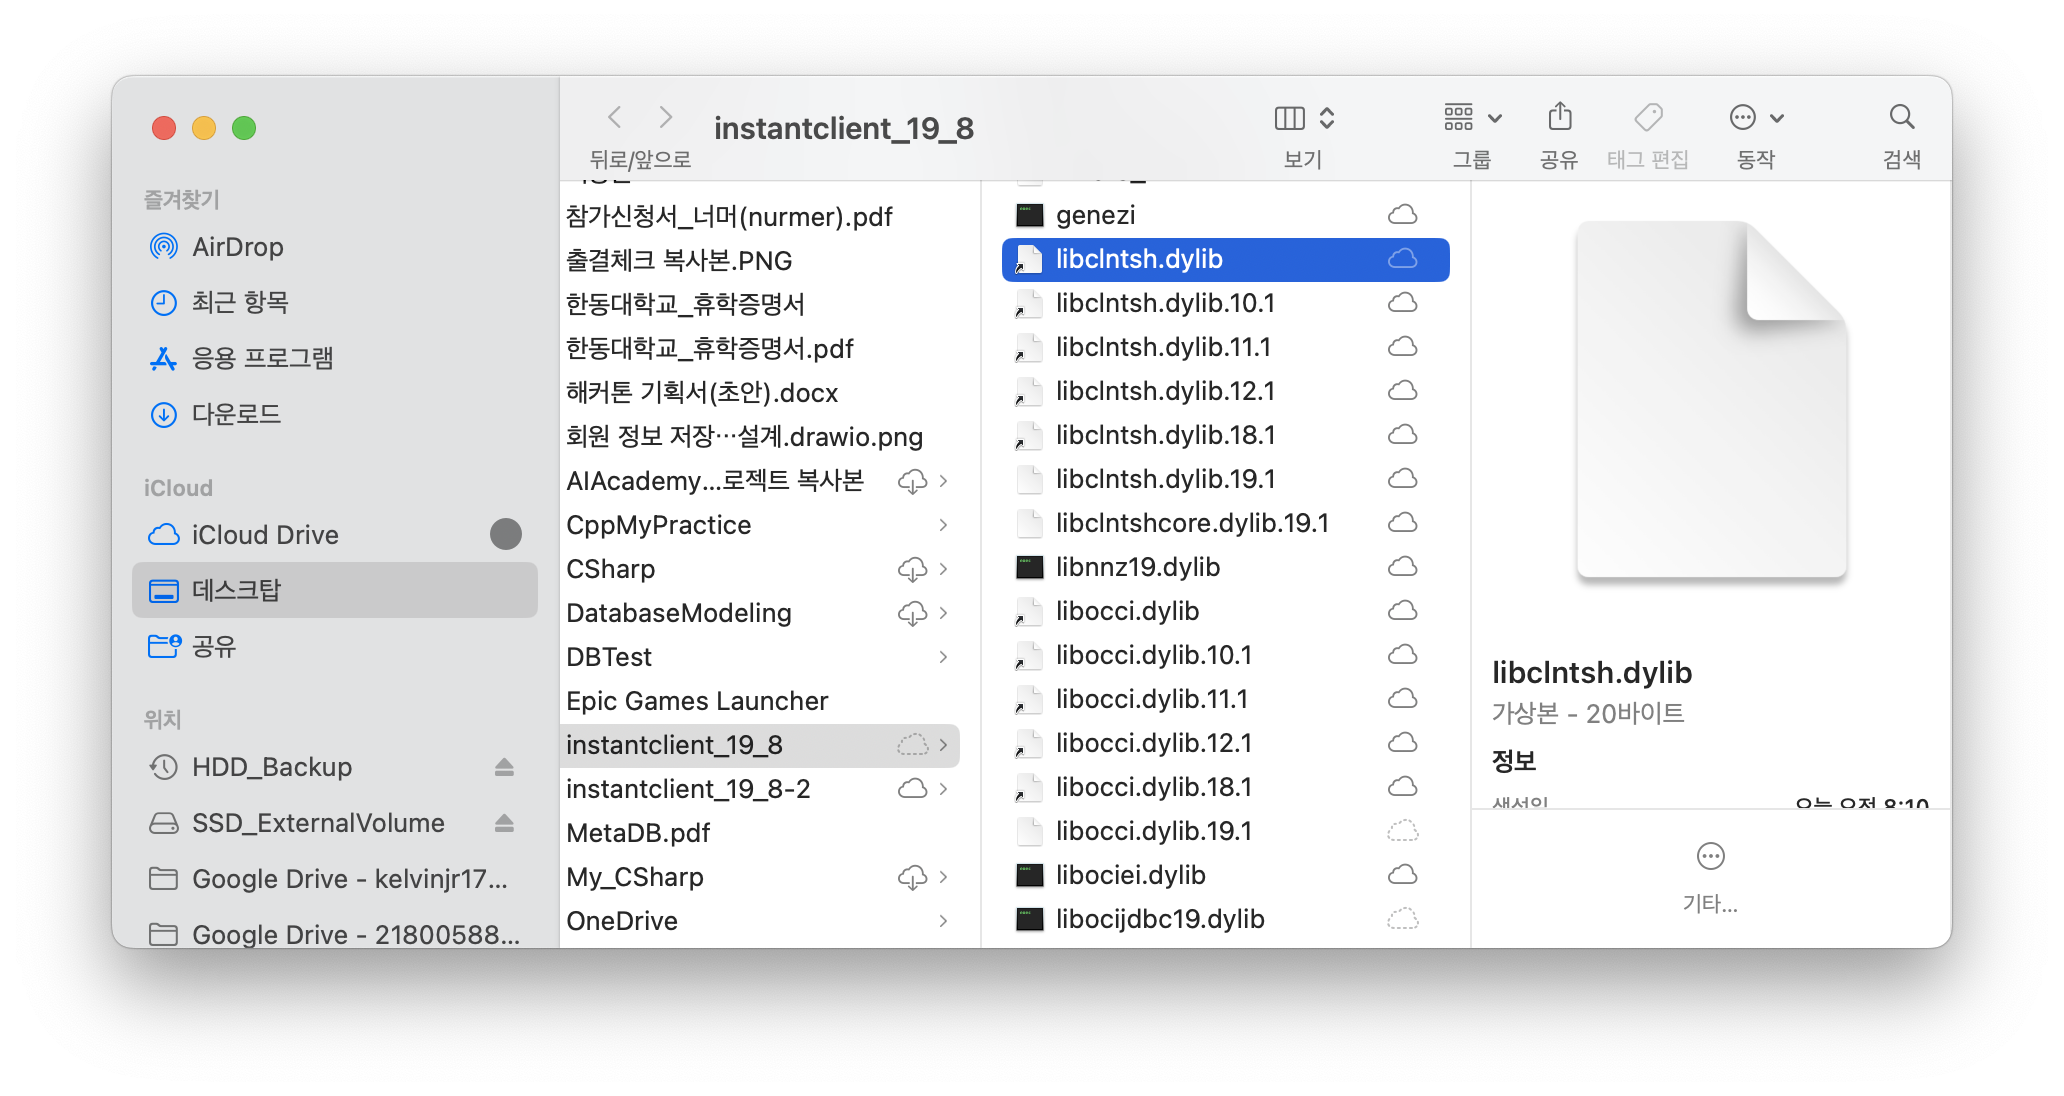 instantclient_19_8
뒤로/앞으로
보기
그룹
공유
태그 편집
동작
검색
즐겨찾기
AirDrop
최근 항목
응용 프로그램
다운로드
iCloud
iCloud Drive
데스크탑
공유
위치
HDD_Backup
SSD_ExternalVolume
Google Drive - kelvinjr17...
Google Drive - 21800588...
참가신청서_너머(nurmer).pdf
출결체크 복사본.PNG
한동대학교_휴학증명서
한동대학교_휴학증명서.pdf
해커톤 기획서(초안).docx
회원 정보 저장…설계.drawio.png
AIAcademy...로젝트 복사본
CppMyPractice
CSharp
DatabaseModeling
DBTest
Epic Games Launcher
instantclient_19_8
instantclient_19_8-2
MetaDB.pdf
My_CSharp
OneDrive
genezi
libclntsh.dylib
libclntsh.dylib.10.1
libclntsh.dylib.11.1
libclntsh.dylib.12.1
libclntsh.dylib.18.1
libclntsh.dylib.19.1
libclntshcore.dylib.19.1
libnnz19.dylib
libocci.dylib
libocci.dylib.10.1
libocci.dylib.11.1
libocci.dylib.12.1
libocci.dylib.18.1
libocci.dylib.19.1
libociei.dylib
libocijdbc19.dylib
libclntsh.dylib
가상본 - 20바이트
정보
생성일 오늘 오전 8:10
기타...